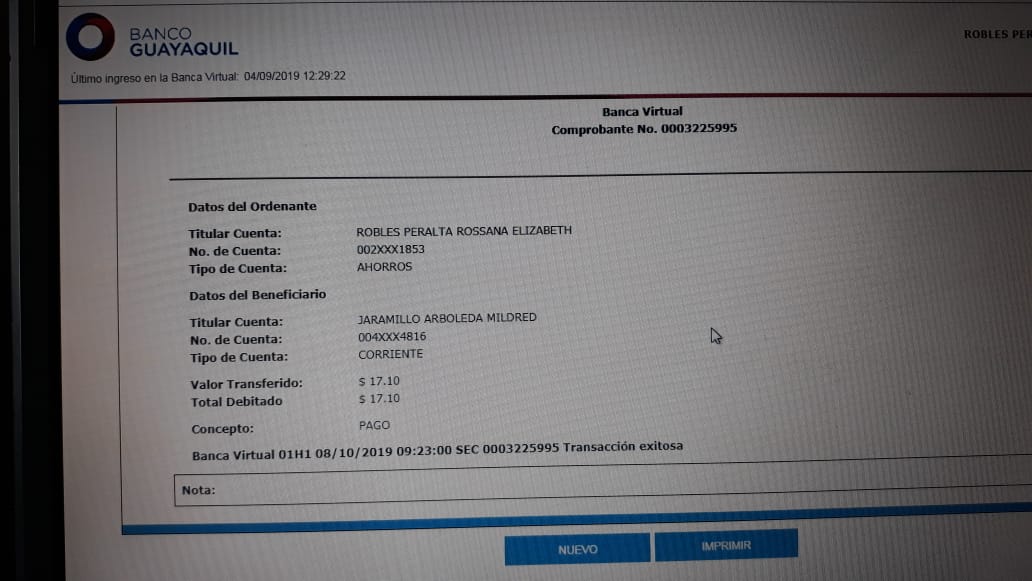 BANCO
GUAYAQUIL
ROBLES PER
Último ingreso en la Banca Virtual: 04/09/2019 12:29:22
Banca Virtual
Comprobante No. 0003225995
Datos del Ordenante
Titular Cuenta: ROBLES PERALTA ROSSANA ELIZABETH
No. de Cuenta: 002XXX1853
Tipo de Cuenta: AHORROS
Datos del Beneficiario
Titular Cuenta: JARAMILLO ARBOLEDA MILDRED
No. de Cuenta: 004XXX4816
Tipo de Cuenta: CORRIENTE
Valor Transferido: $ 17.10
Total Debitado $ 17.10
Concepto: PAGO
Banca Virtual 01H1 08/10/2019 09:23:00 SEC 0003225995 Transacción exitosa
Nota:
NUEVO IMPRIMIR